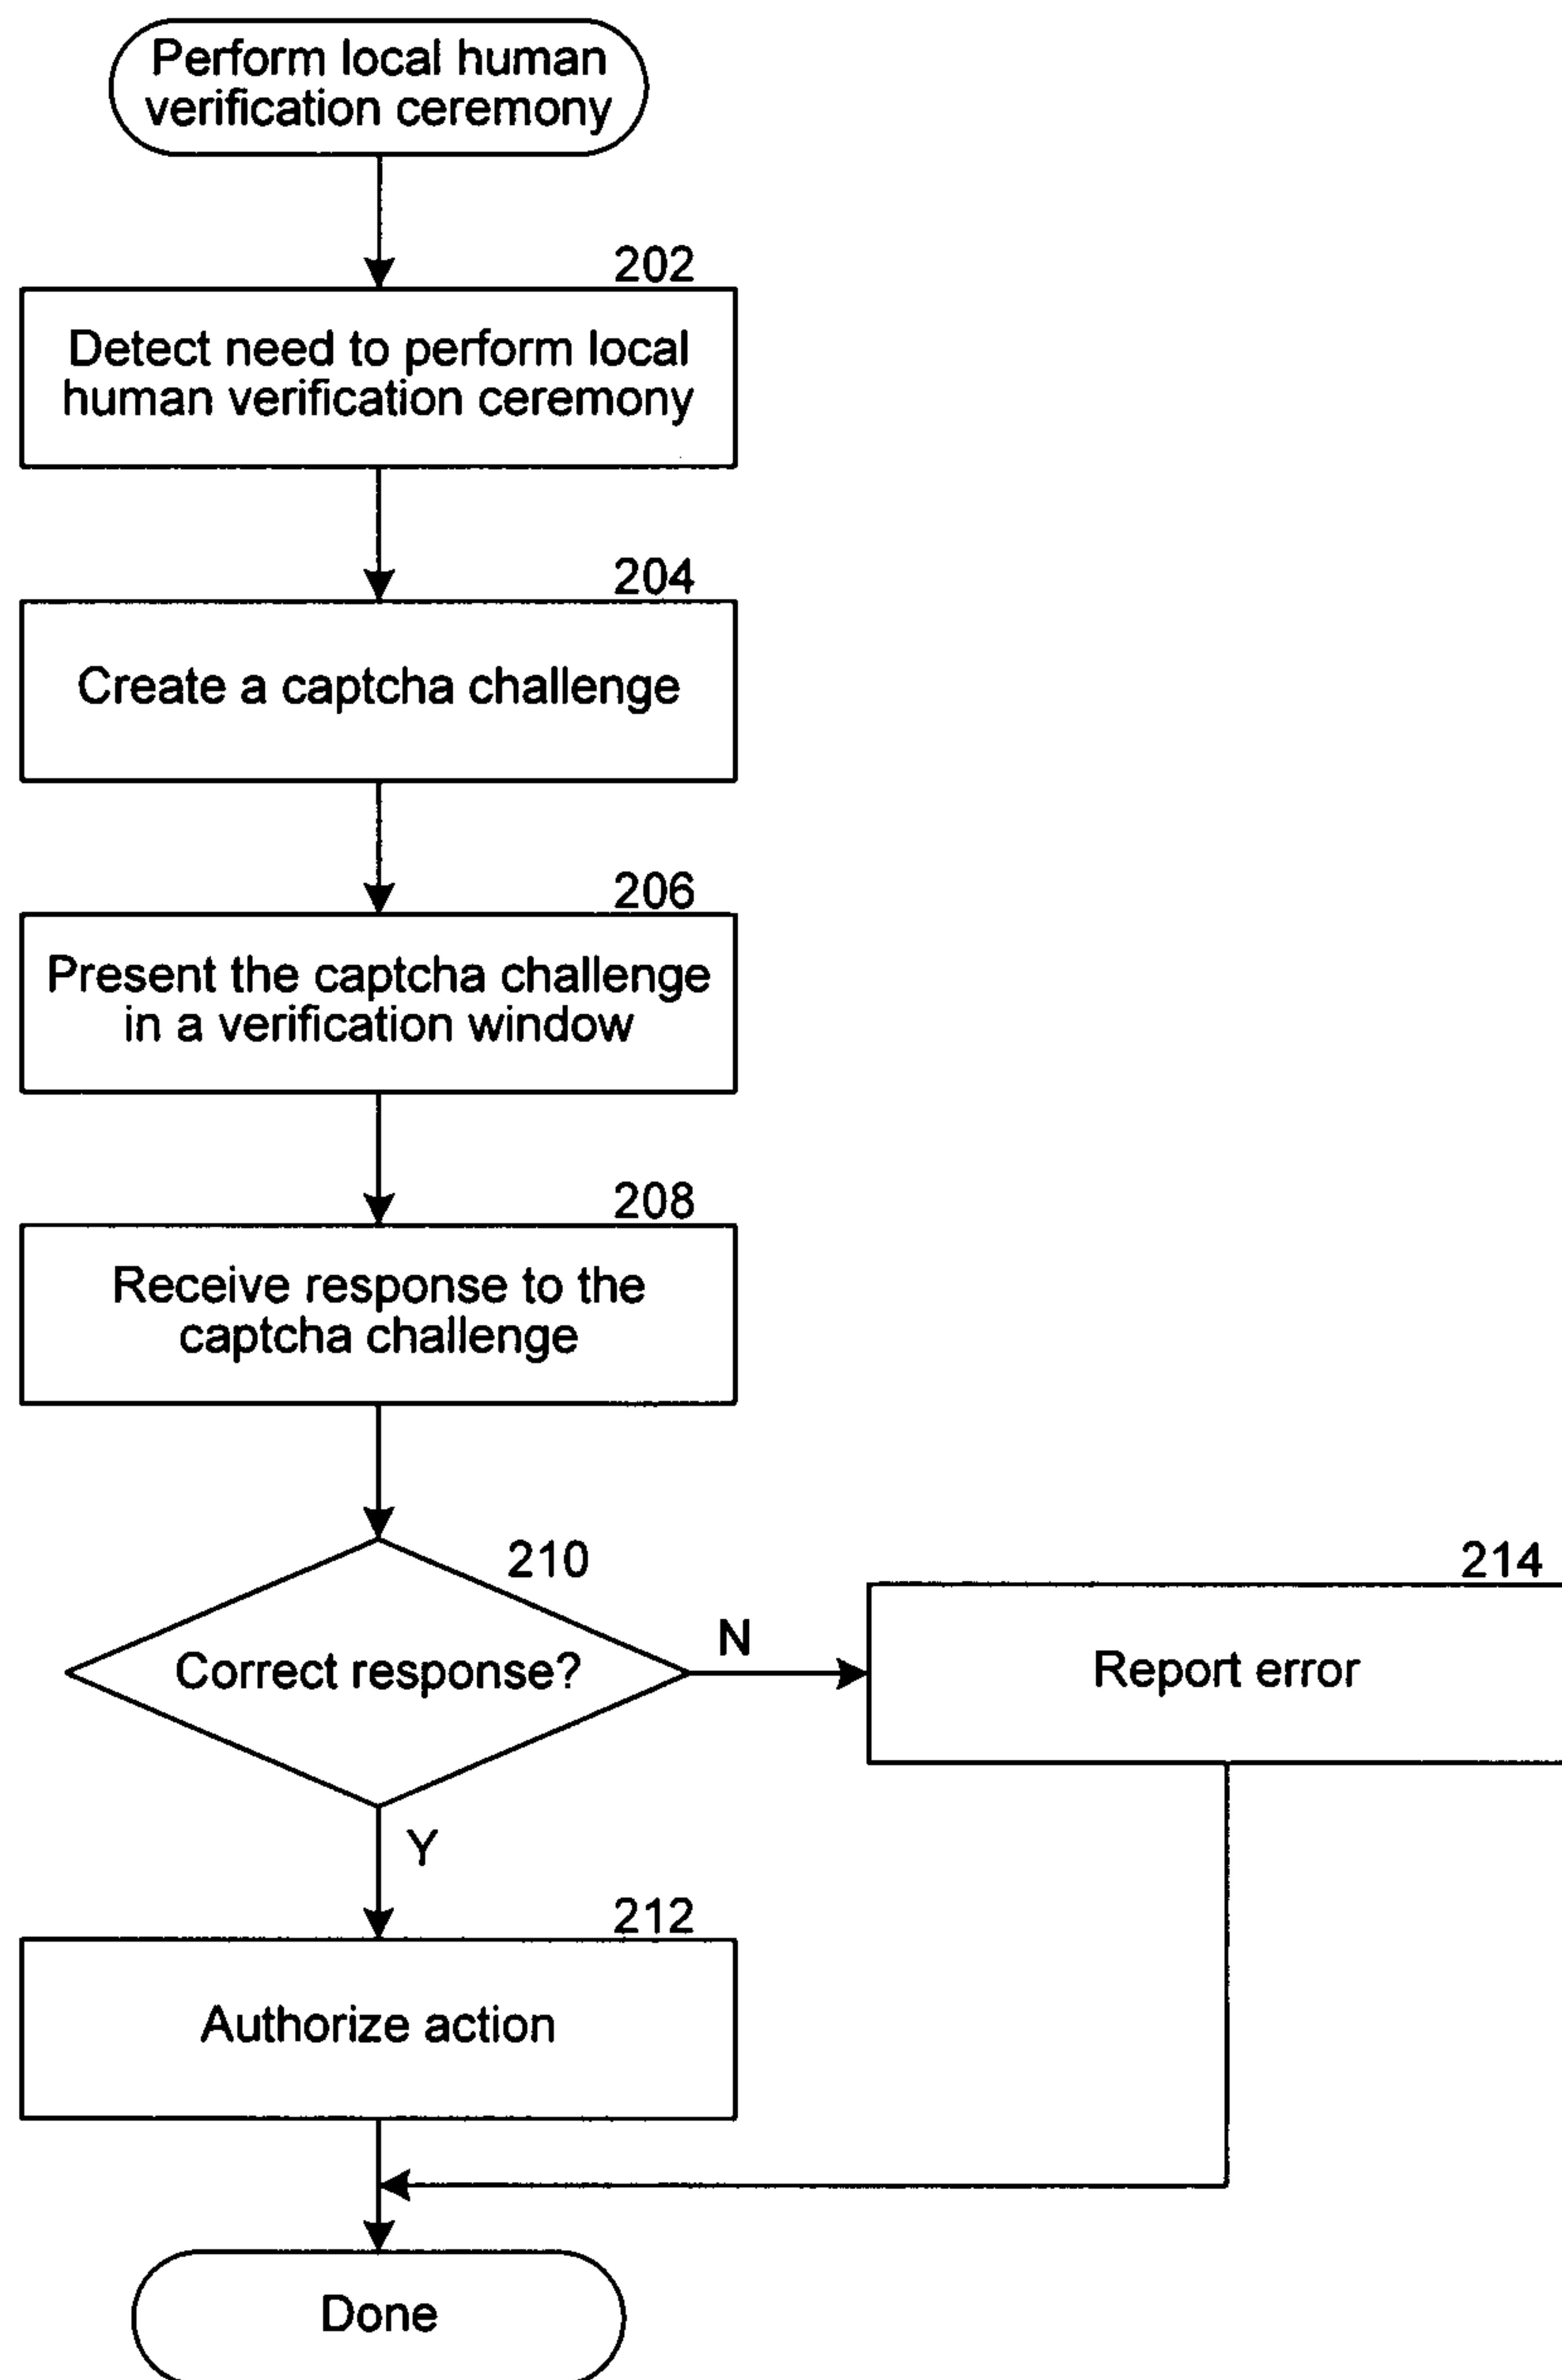 Perform local human
verification ceremony
202
Detect need to perform local
human verification ceremony
204
Create a captcha challenge
206
Present the captcha challenge
in a verification window
208
Receive response to the
captcha challenge
210
Correct response?
N
214
Report error
Y
212
Authorize action
Done